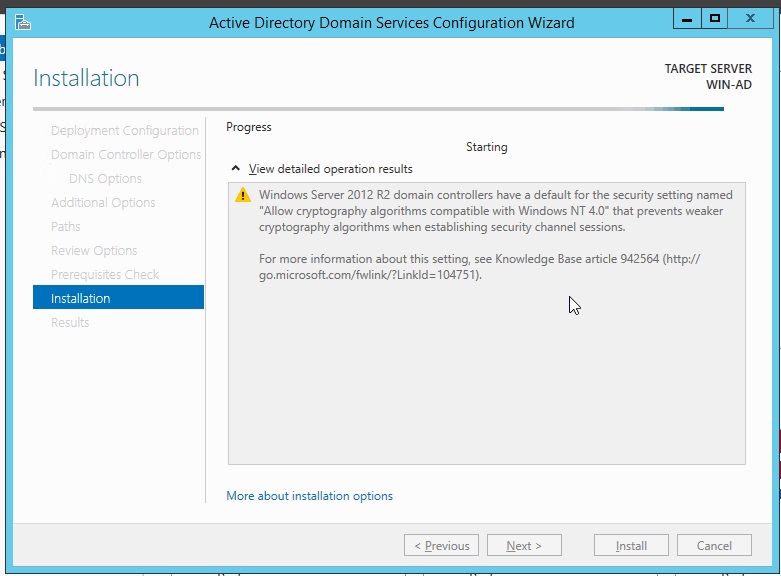 Active Directory Domain Services Configuration Wizard
Installation
TARGET SERVER
WIN-AD
Deployment Configuration
Domain Controller Options
DNS Options
Additional Options
Paths
Review Options
Prerequisites Check
Installation
Results
Progress
Starting
View detailed operation results
Windows Server 2012 R2 domain controllers have a default for the security setting named
"Allow cryptography algorithms compatible with Windows NT 4.0" that prevents weaker
cryptography algorithms when establishing security channel sessions.
For more information about this setting, see Knowledge Base article 942564 (http://
go.microsoft.com/fwlink/?LinkId=104751).
More about installation options
< Previous
Next >
Install
Cancel